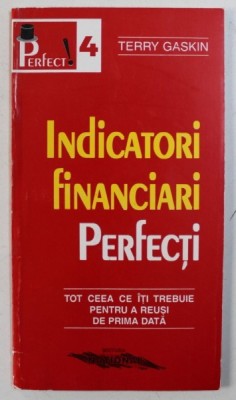 Perfect!
4
TERRY GASKIN
INDICATORI
FINANCIARI
PERFECȚI
TOT CEEA CE ÎȚI TREBUIE
PENTRU A REUȘI
DE PRIMA DATĂ